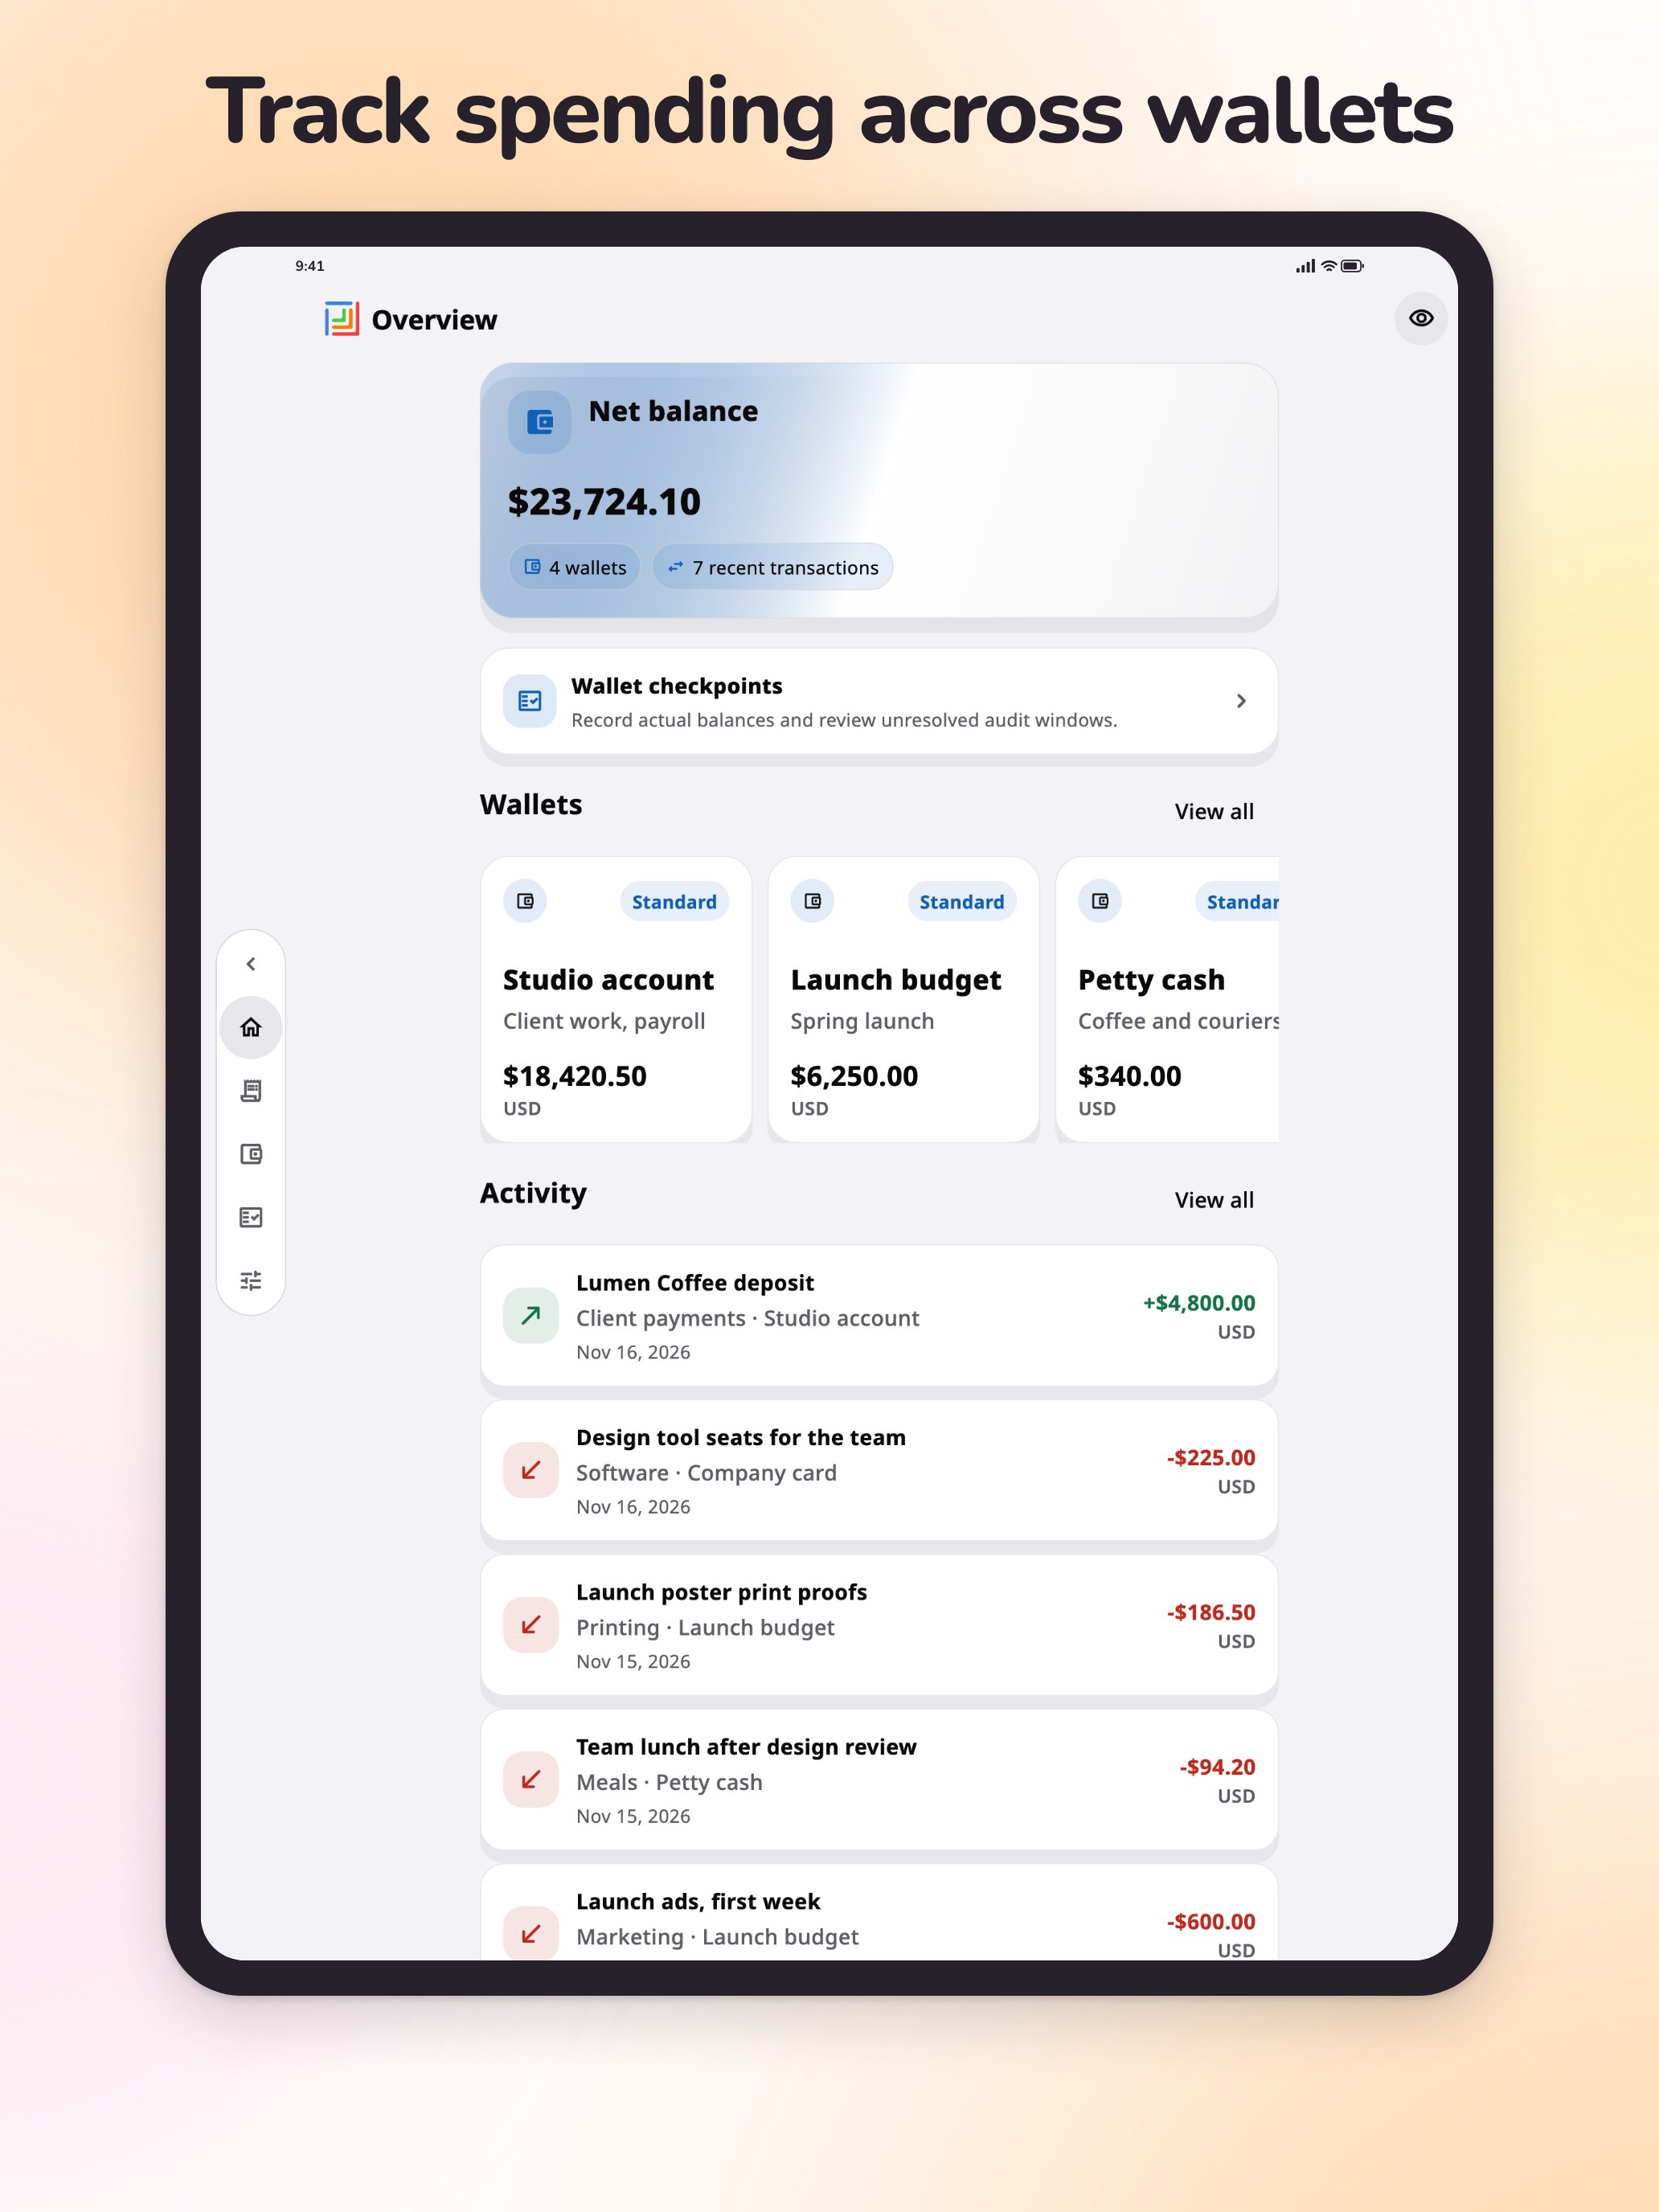 Track spending across wallets
9:41
Overview
Net balance
$23,724.10
4 wallets
7 recent transactions
Wallet checkpoints
Record actual balances and review unresolved audit windows.
Wallets
View all
Standard
Standard
Standar
Studio account
Launch budget
Petty cash
Client work, payroll
Spring launch
Coffee and couriers
$18,420.50
$6,250.00
$340.00
USD
USD
USD
Activity
View all
Lumen Coffee deposit
Client payments · Studio account
Nov 16, 2026
+$4,800.00
USD
Design tool seats for the team
Software · Company card
Nov 16, 2026
-$225.00
USD
Launch poster print proofs
Printing · Launch budget
Nov 15, 2026
-$186.50
USD
Team lunch after design review
Meals · Petty cash
Nov 15, 2026
-$94.20
USD
Launch ads, first week
Marketing · Launch budget
-$600.00
USD